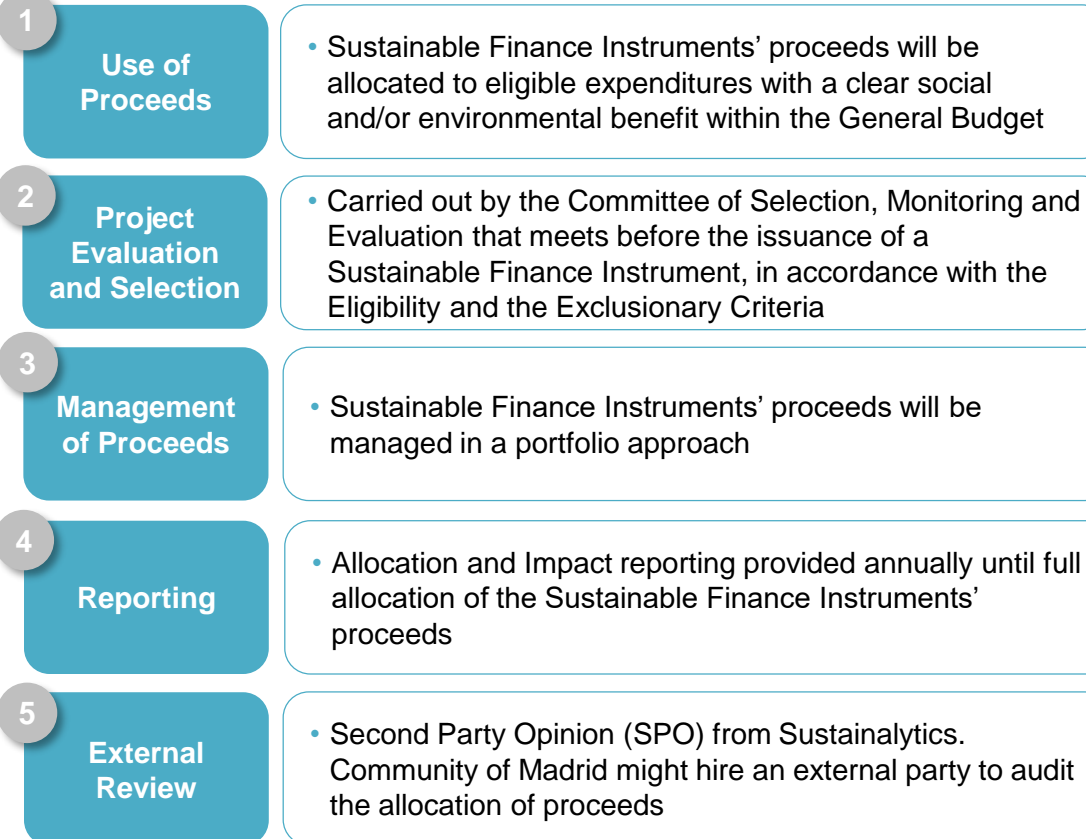 1
Use of
Proceeds
• Sustainable Finance Instruments’ proceeds will be
allocated to eligible expenditures with a clear social
and/or environmental benefit within the General Budget
2
Project
Evaluation
and Selection
• Carried out by the Committee of Selection, Monitoring and
Evaluation that meets before the issuance of a
Sustainable Finance Instrument, in accordance with the
Eligibility and the Exclusionary Criteria
3
Management
of Proceeds
• Sustainable Finance Instruments’ proceeds will be
managed in a portfolio approach
4
Reporting
• Allocation and Impact reporting provided annually until full
allocation of the Sustainable Finance Instruments’
proceeds
5
External
Review
• Second Party Opinion (SPO) from Sustainalytics.
Community of Madrid might hire an external party to audit
the allocation of proceeds